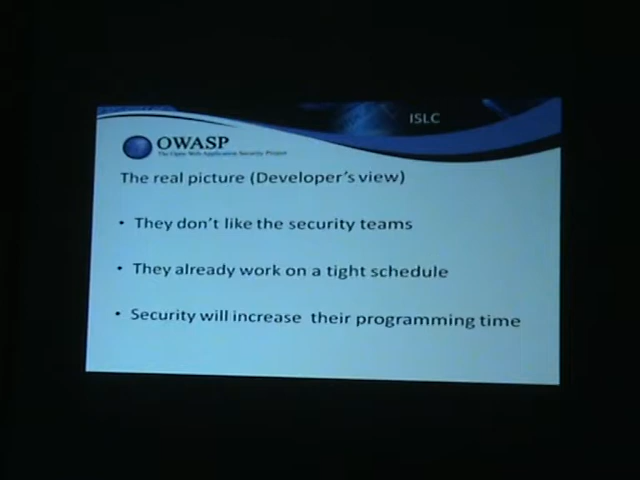 ISLC
OWASP
The Open Web Application Security Project
The real picture (Developer's view)
• They don't like the security teams
• They already work on a tight schedule
• Security will increase their programming time